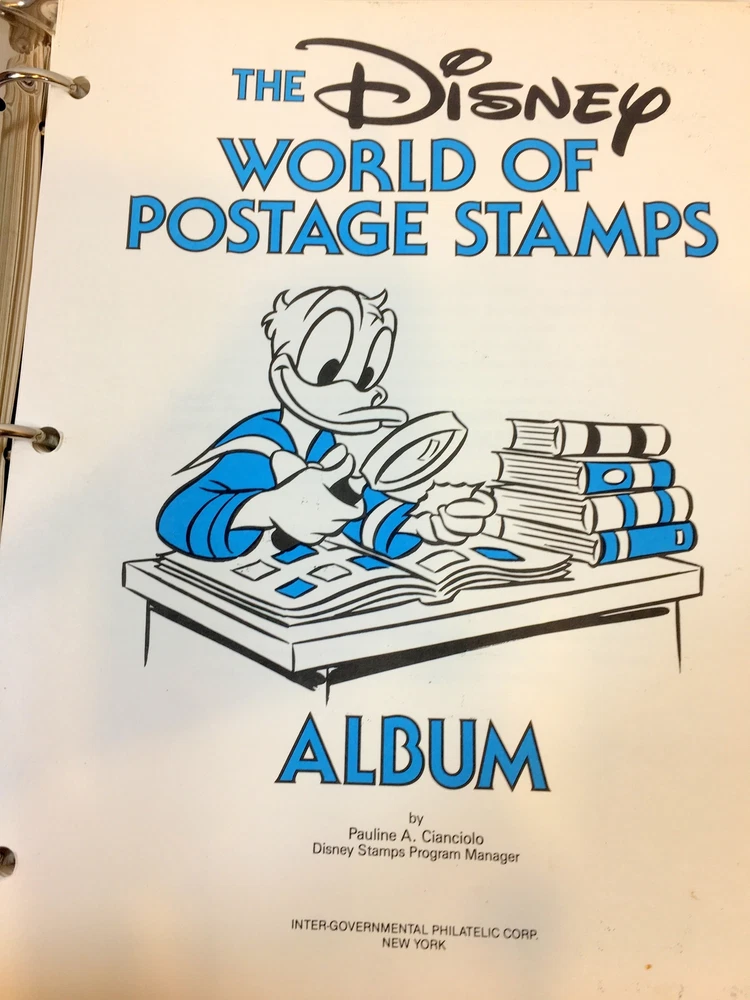 THE Disney
WORLD OF
POSTAGE STAMPS
ALBUM
by
Pauline A. Cianciolo
Disney Stamps Program Manager
INTER-GOVERNMENTAL PHILATELIC CORP.
NEW YORK